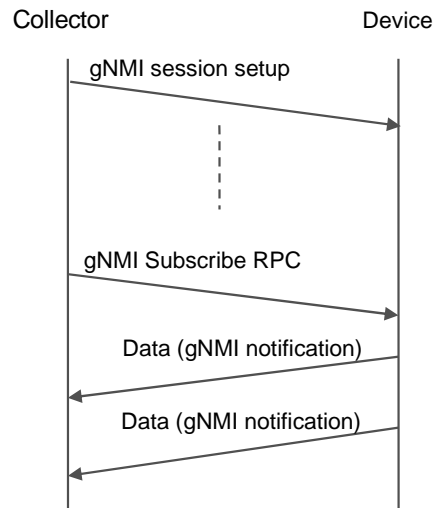 Collector
Device
gNMI session setup
gNMI Subscribe RPC
Data (gNMI notification)
Data (gNMI notification)